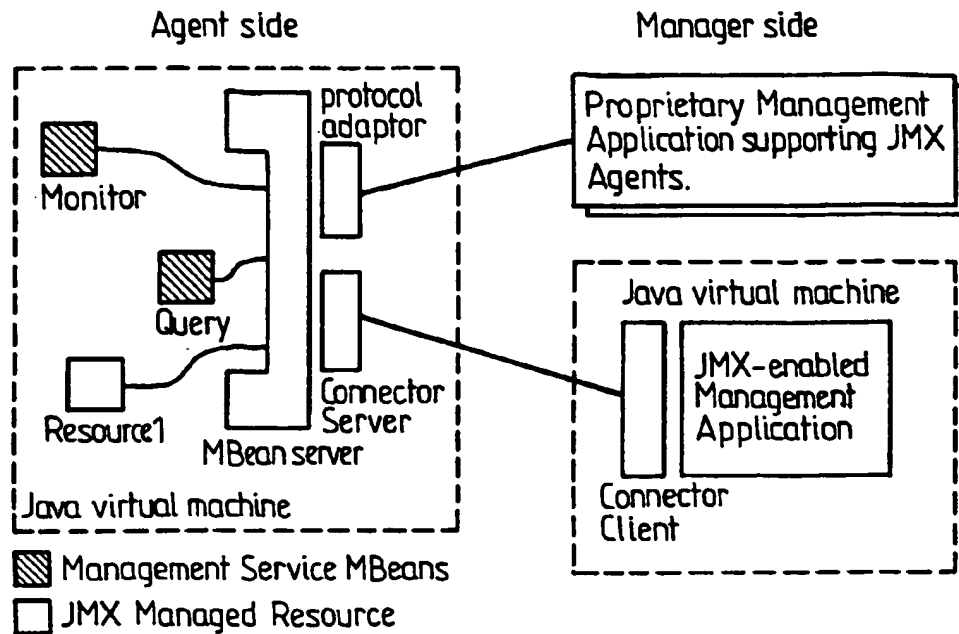 Agent side
Manager side
protocol
adaptor
Monitor
Query
Resource1
Connector
Server
MBean server
Java virtual machine
Proprietary Management
Application supporting JMX
Agents.
Java virtual machine
JMX-enabled
Management
Application
Connector
Client
Management Service MBeans
JMX Managed Resource